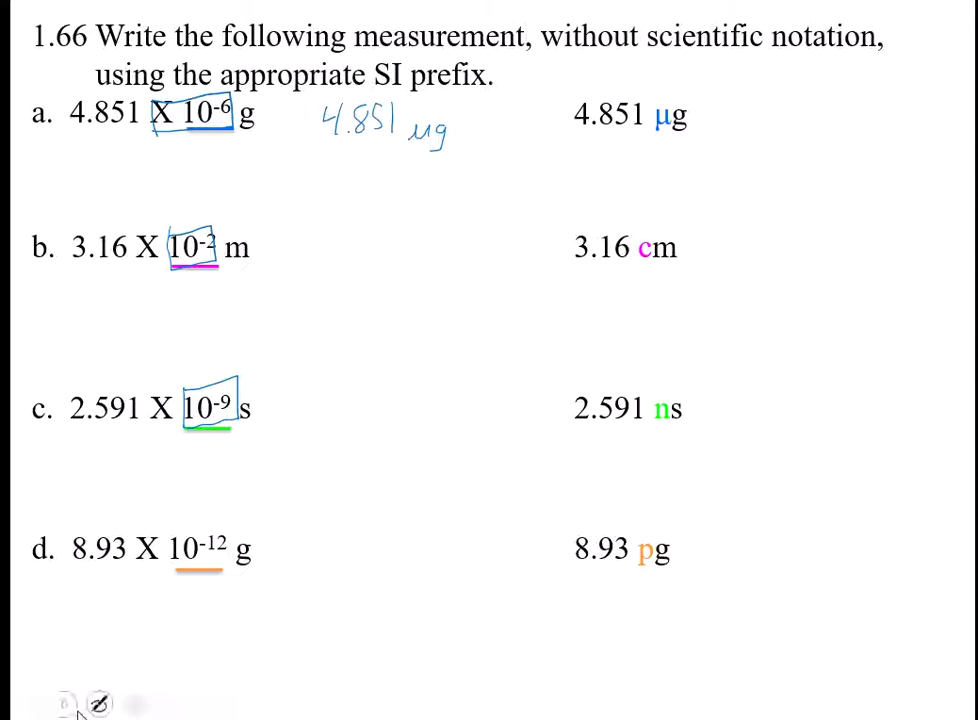 1.66 Write the following measurement, without scientific notation,
using the appropriate SI prefix.
a. 4.851 X 10⁻⁶ g 4.851 μg 4.851 μg
b. 3.16 X 10⁻² m 3.16 cm
c. 2.591 X 10⁻⁹ s 2.591 ns
d. 8.93 X 10⁻¹² g 8.93 pg